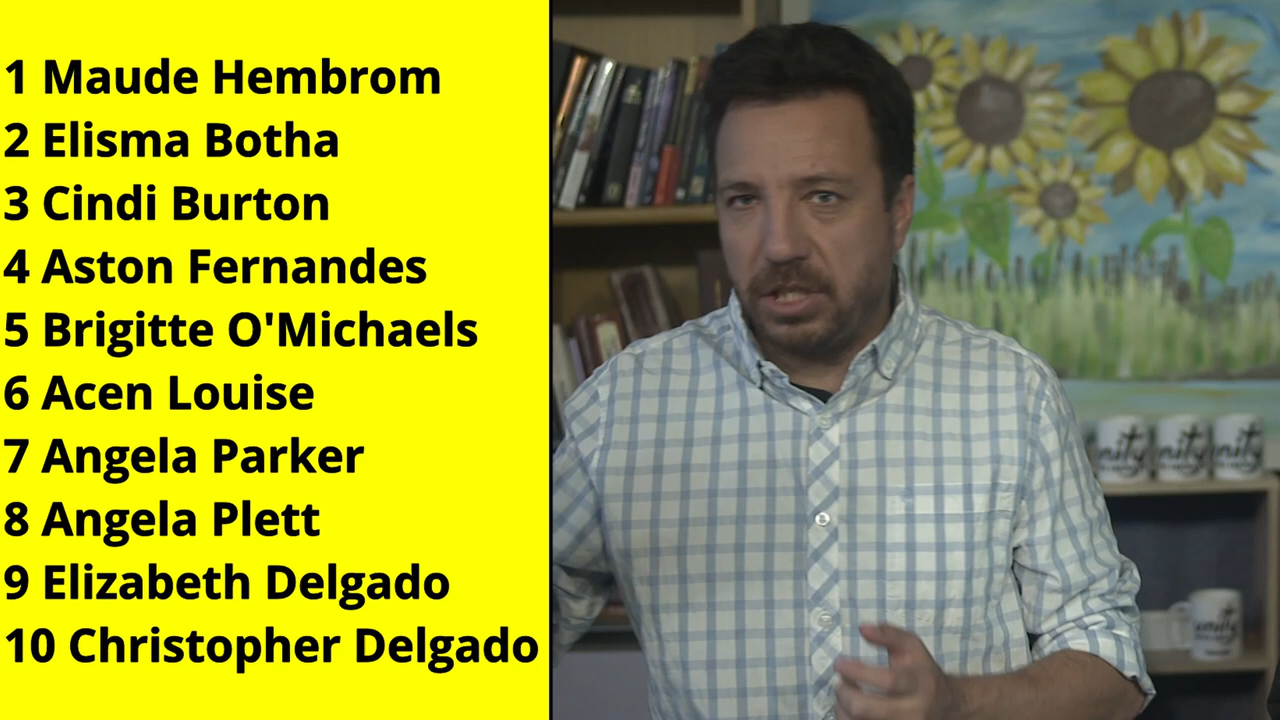 1 Maude Hembrom
2 Elisma Botha
3 Cindi Burton
4 Aston Fernandes
5 Brigitte O'Michaels
6 Acen Louise
7 Angela Parker
8 Angela Plett
9 Elizabeth Delgado
10 Christopher Delgado